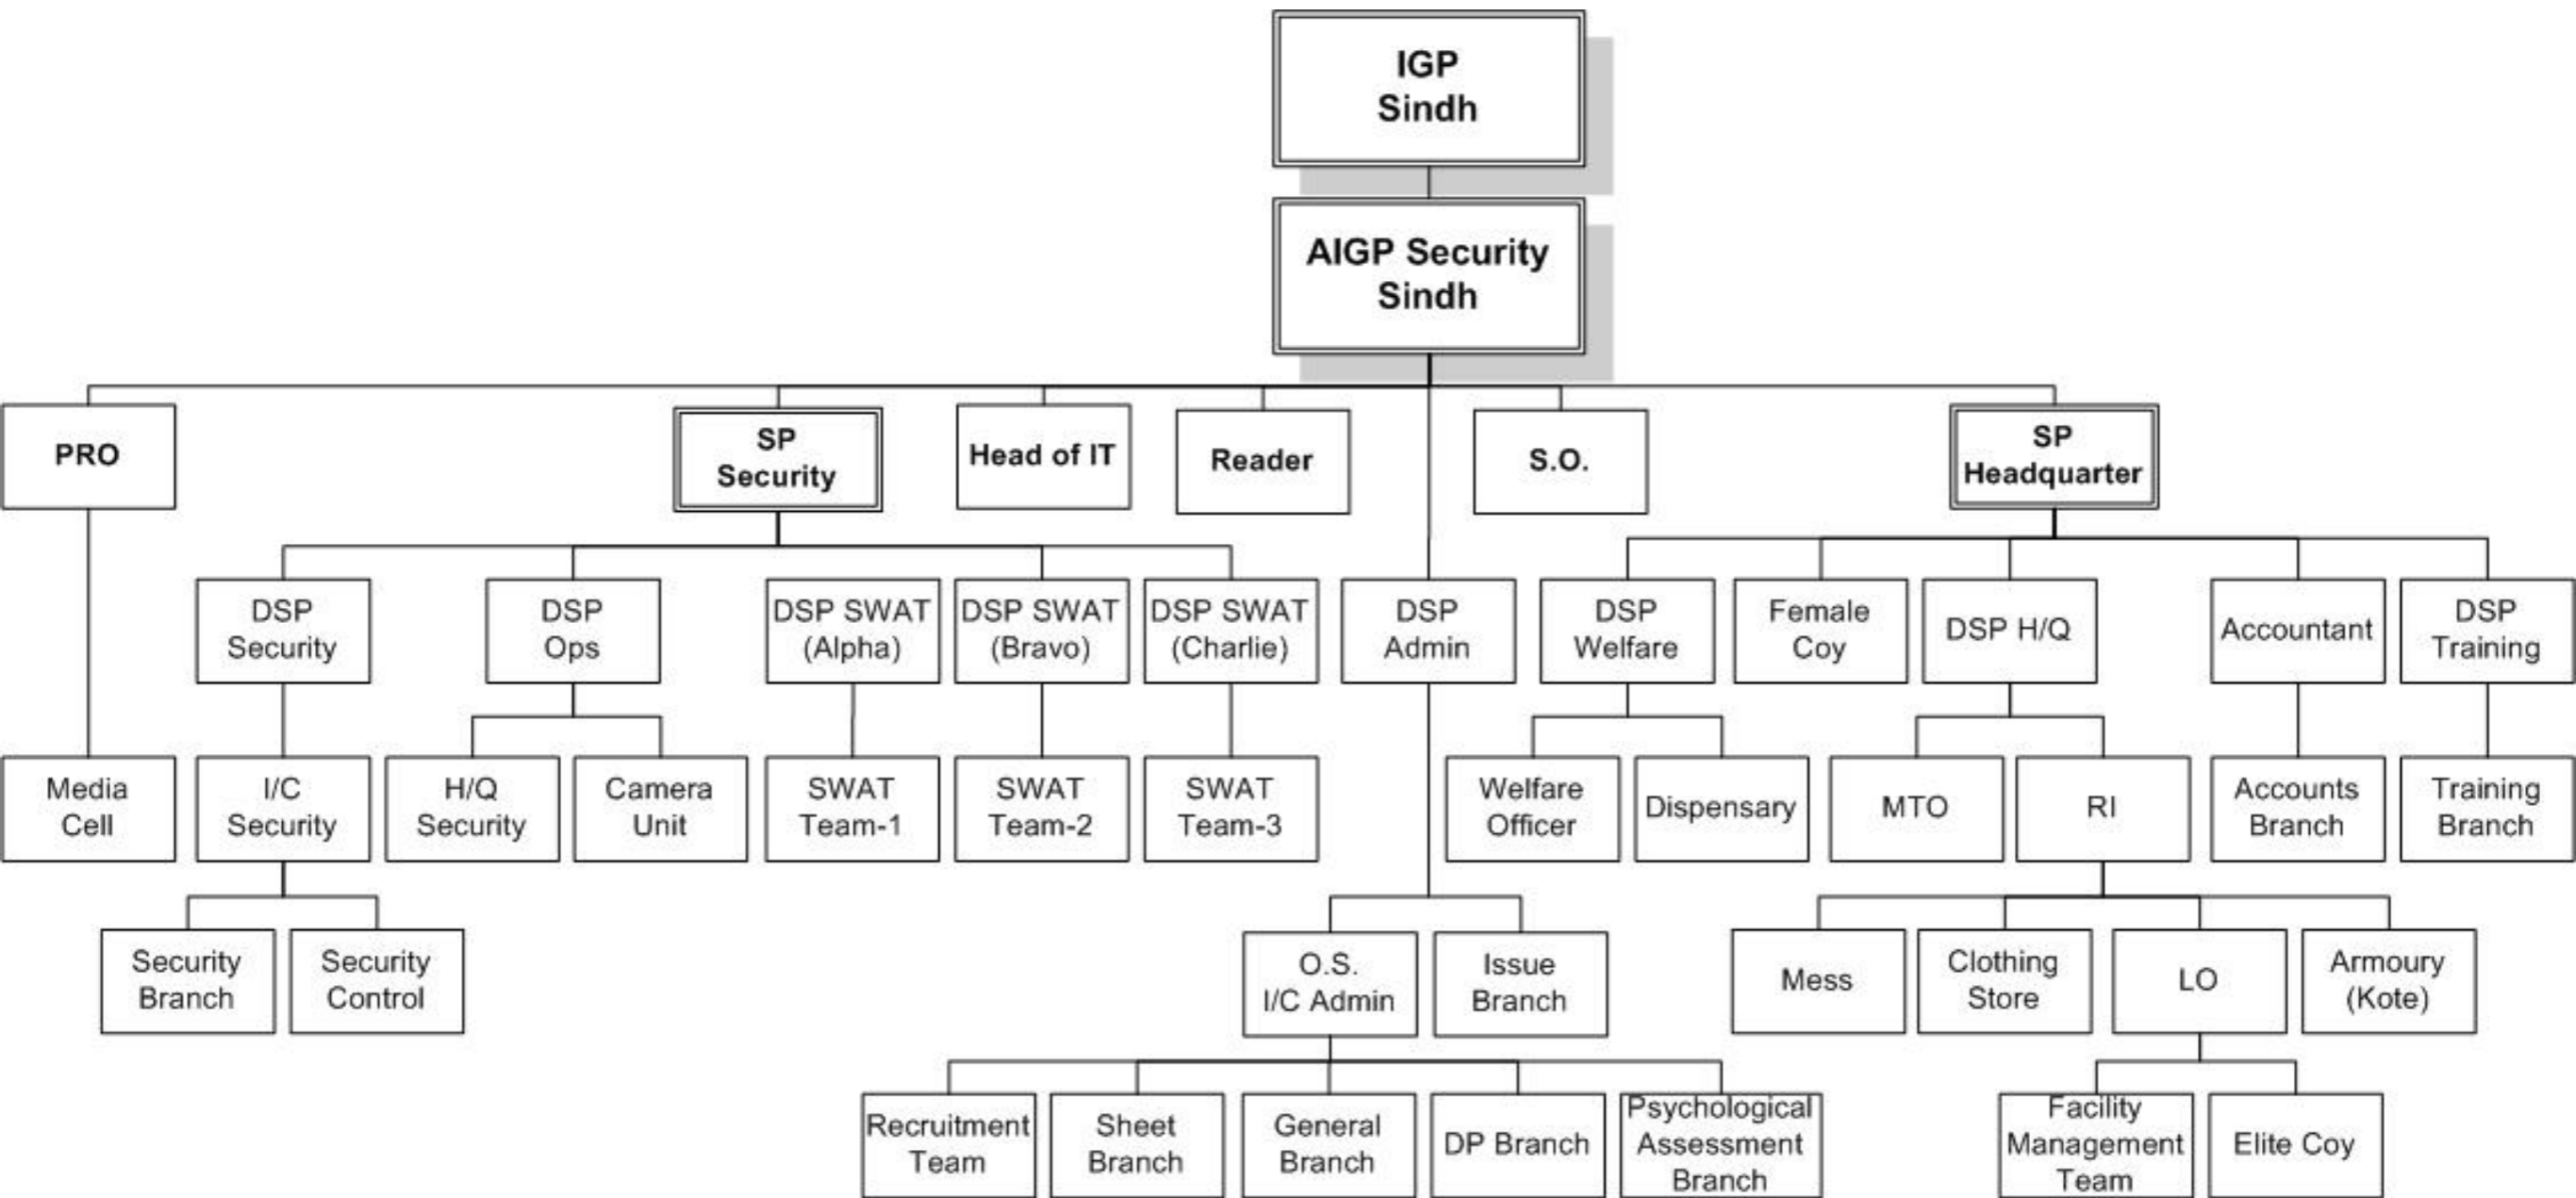 IGP
Sindh
AIGP Security
Sindh
PRO
SP
Security
Head of IT
Reader
S.O.
SP
Headquarter
DSP
Security
DSP
Ops
DSP SWAT
(Alpha)
DSP SWAT
(Bravo)
DSP SWAT
(Charlie)
DSP
Admin
DSP
Welfare
Female
Coy
DSP H/Q
Accountant
DSP
Training
Media
Cell
I/C
Security
H/Q
Security
Camera
Unit
SWAT
Team-1
SWAT
Team-2
SWAT
Team-3
Welfare
Officer
Dispensary
MTO
RI
Accounts
Branch
Training
Branch
Security
Branch
Security
Control
O.S.
I/C Admin
Issue
Branch
Mess
Clothing
Store
LO
Armoury
(Kote)
Recruitment
Team
Sheet
Branch
General
Branch
DP Branch
Psychological
Assessment
Branch
Facility
Management
Team
Elite Coy